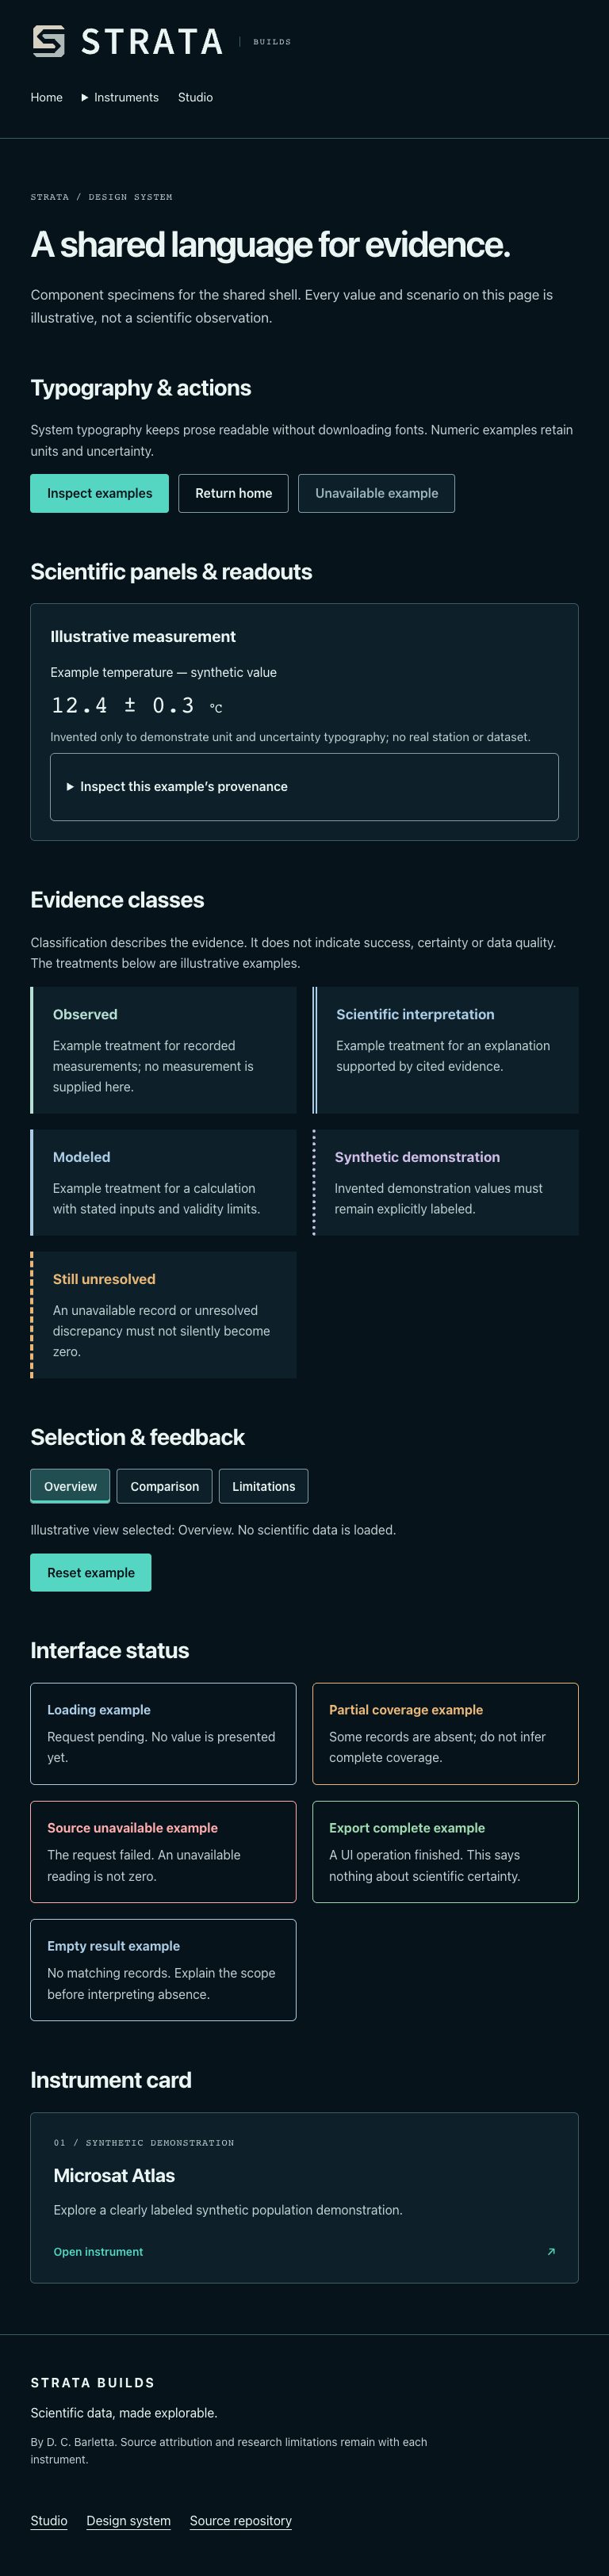 STRATA
BUILDS
Home
▶ Instruments
Studio
STRATA / DESIGN SYSTEM
A shared language for evidence.
Component specimens for the shared shell. Every value and scenario on this page is
illustrative, not a scientific observation.
Typography & actions
System typography keeps prose readable without downloading fonts. Numeric examples retain
units and uncertainty.
Inspect examples
Return home
Unavailable example
Scientific panels & readouts
Illustrative measurement
Example temperature — synthetic value
12.4 ± 0.3 °C
Invented only to demonstrate unit and uncertainty typography; no real station or dataset.
▶ Inspect this example’s provenance
Evidence classes
Classification describes the evidence. It does not indicate success, certainty or data quality.
The treatments below are illustrative examples.
Observed
Example treatment for recorded
measurements; no measurement is
supplied here.
Scientific interpretation
Example treatment for an explanation
supported by cited evidence.
Modeled
Example treatment for a calculation
with stated inputs and validity limits.
Synthetic demonstration
Invented demonstration values must
remain explicitly labeled.
Still unresolved
An unavailable record or unresolved
discrepancy must not silently become
zero.
Selection & feedback
Overview
Comparison
Limitations
Illustrative view selected: Overview. No scientific data is loaded.
Reset example
Interface status
Loading example
Request pending. No value is presented
yet.
Partial coverage example
Some records are absent; do not infer
complete coverage.
Source unavailable example
The request failed. An unavailable
reading is not zero.
Export complete example
A UI operation finished. This says
nothing about scientific certainty.
Empty result example
No matching records. Explain the scope
before interpreting absence.
Instrument card
01 / SYNTHETIC DEMONSTRATION
Microsat Atlas
Explore a clearly labeled synthetic population demonstration.
Open instrument ↗
STRATA BUILDS
Scientific data, made explorable.
By D. C. Barletta. Source attribution and research limitations remain with each
instrument.
Studio
Design system
Source repository